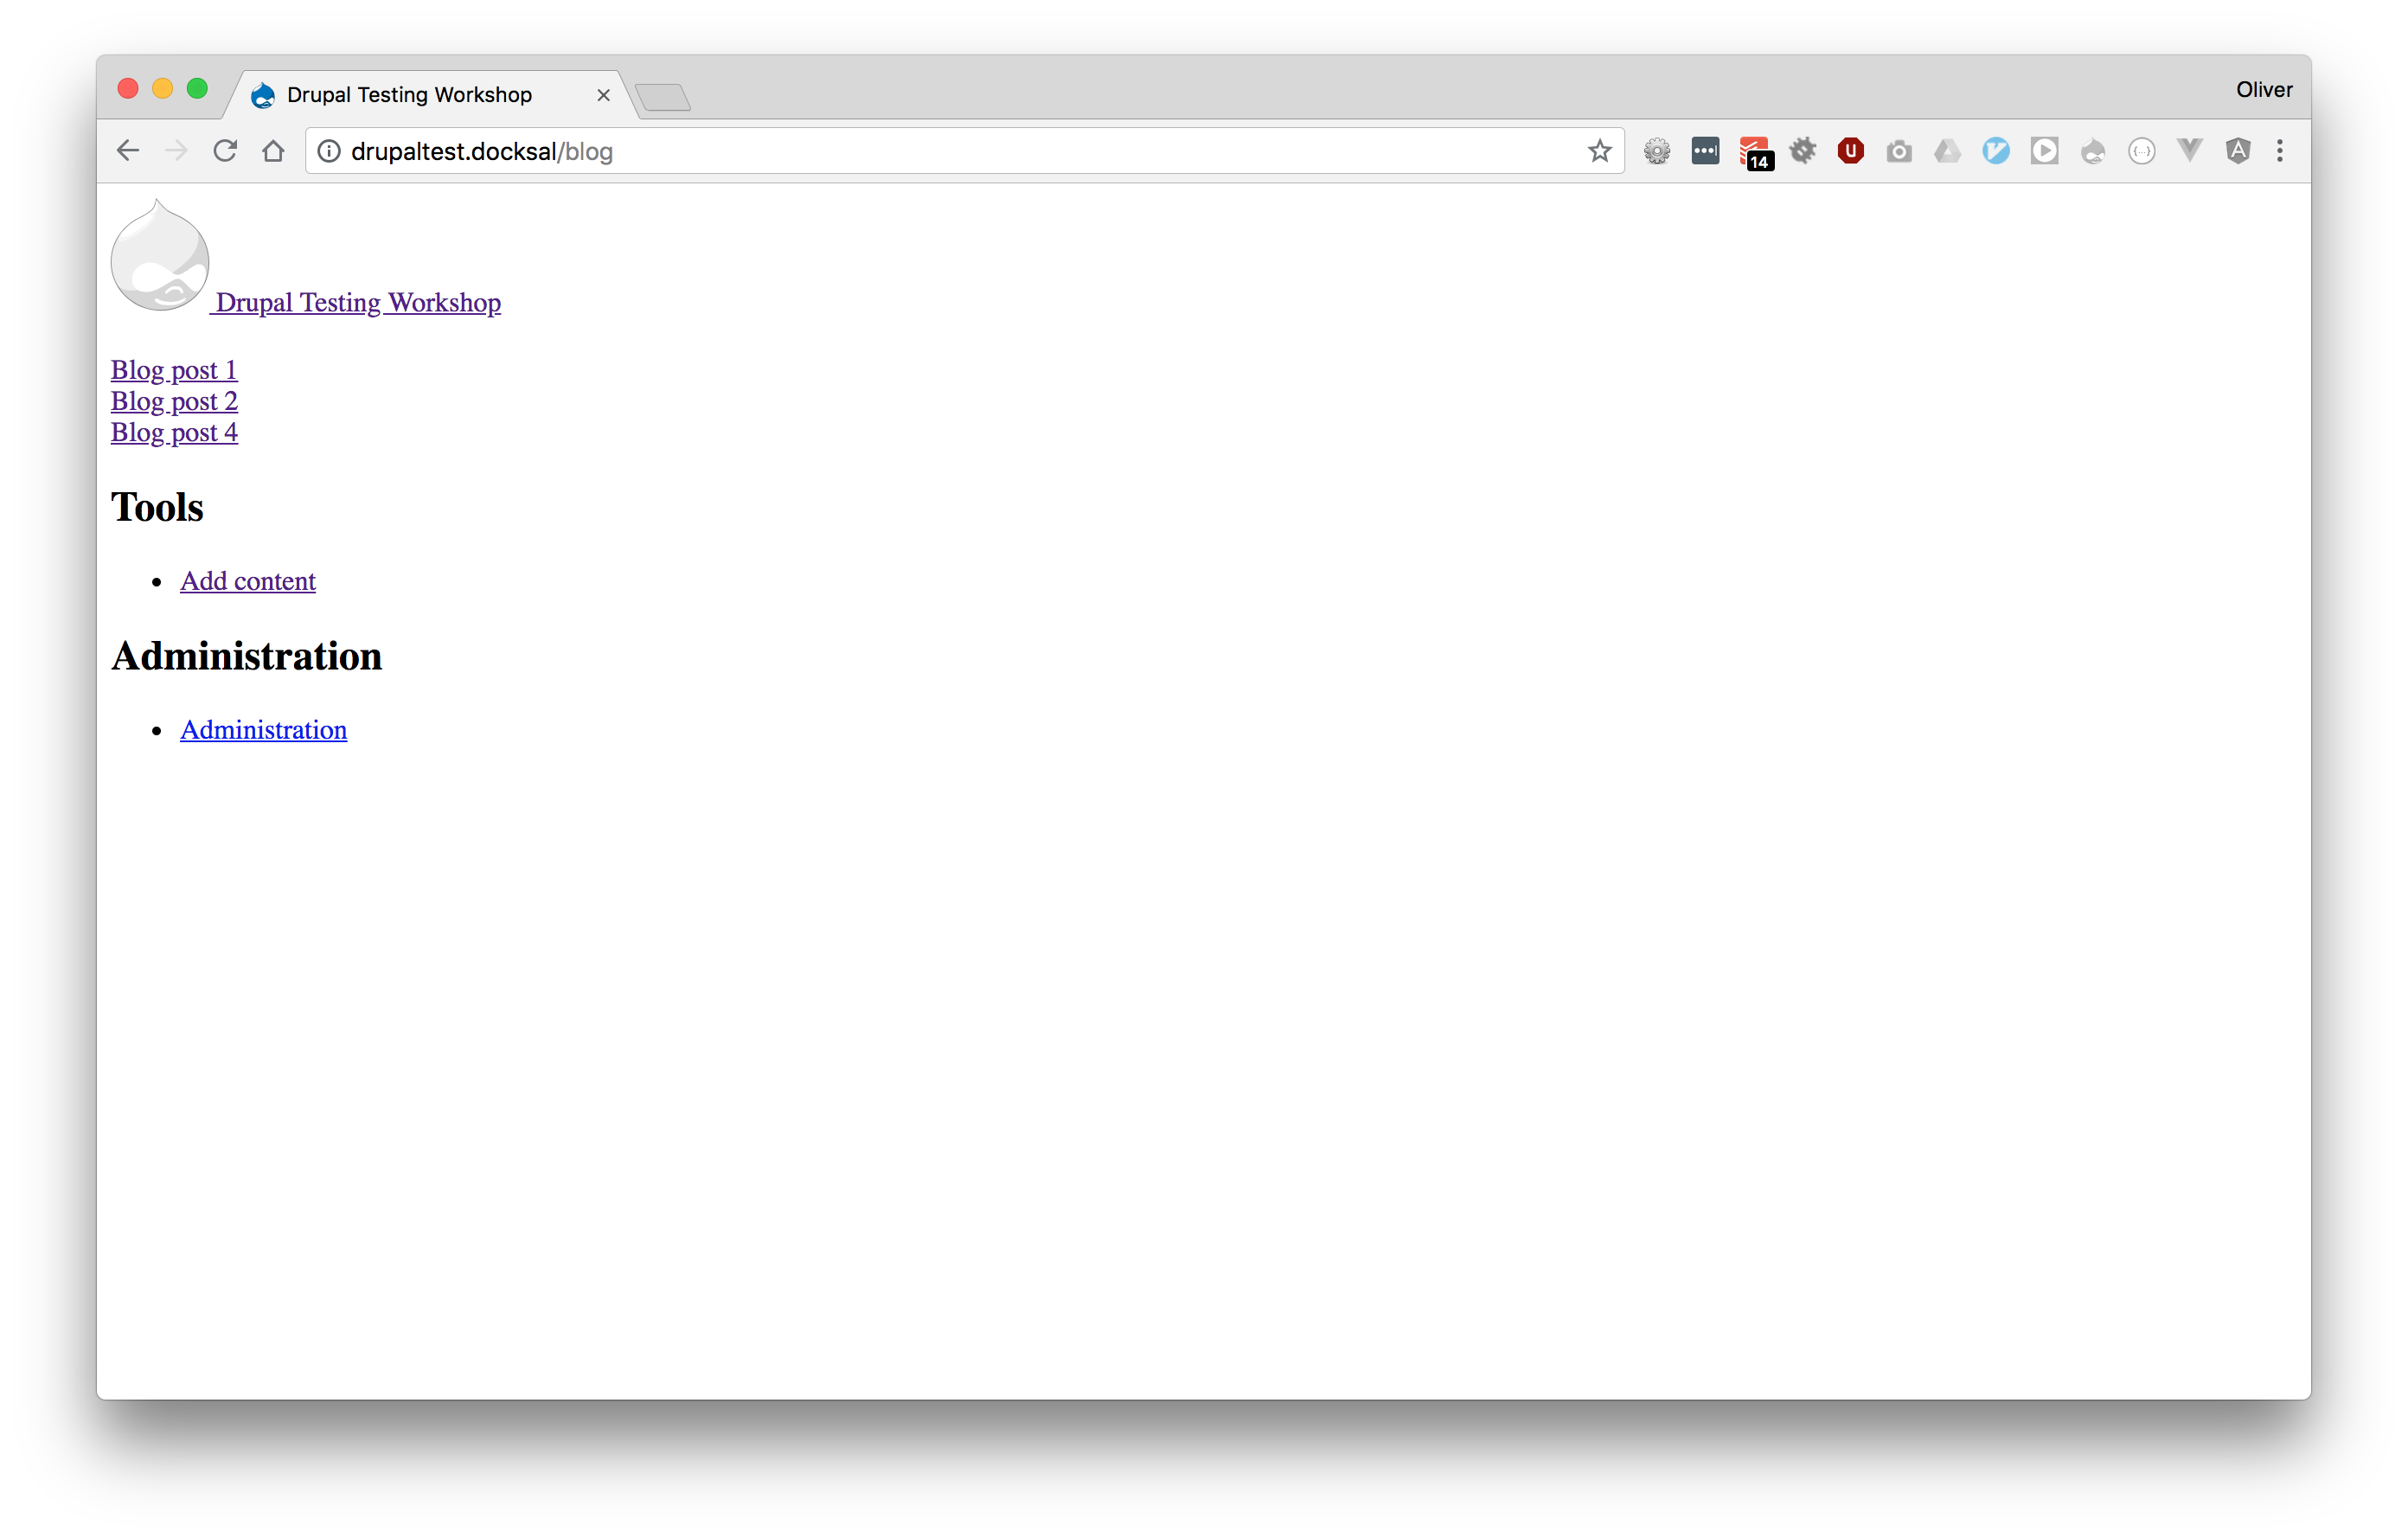 Drupal Testing Workshop
Oliver
drupaltest.docksal/blog
14
Drupal Testing Workshop
Blog post 1
Blog post 2
Blog post 4
Tools
Add content
Administration
Administration